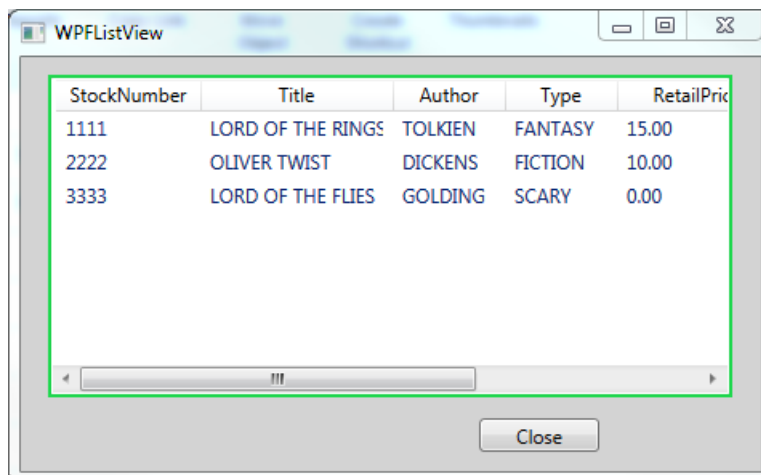 WPFListView
StockNumber Title Author Type RetailPric
1111 LORD OF THE RINGS TOLKIEN FANTASY 15.00
2222 OLIVER TWIST DICKENS FICTION 10.00
3333 LORD OF THE FLIES GOLDING SCARY 0.00
Close